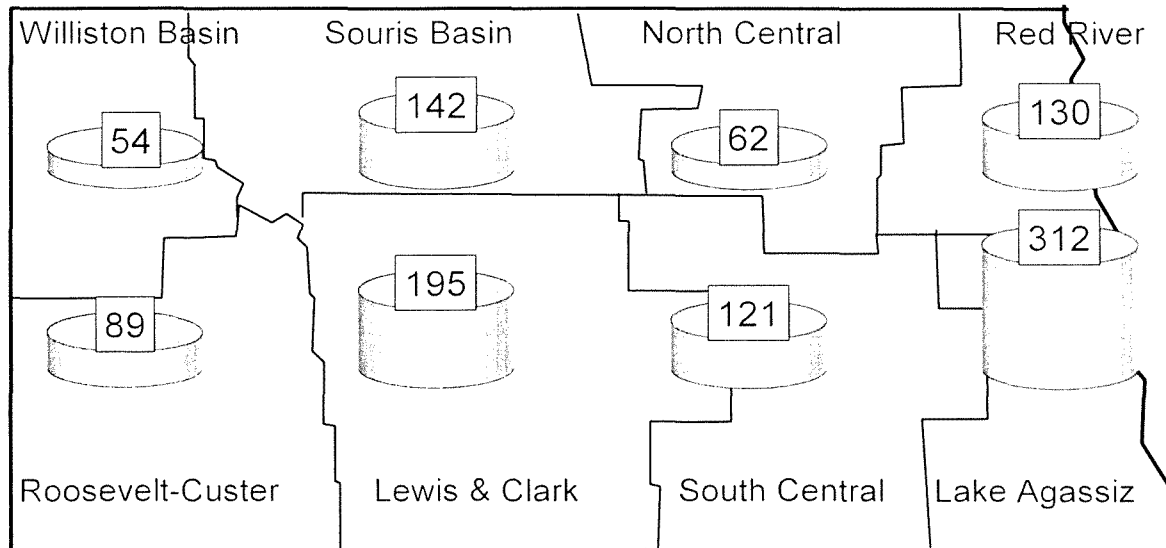 Williston Basin Souris Basin North Central Red River
54 142 62 130
89 195 121 312
Roosevelt-Custer Lewis & Clark South Central Lake Agassiz